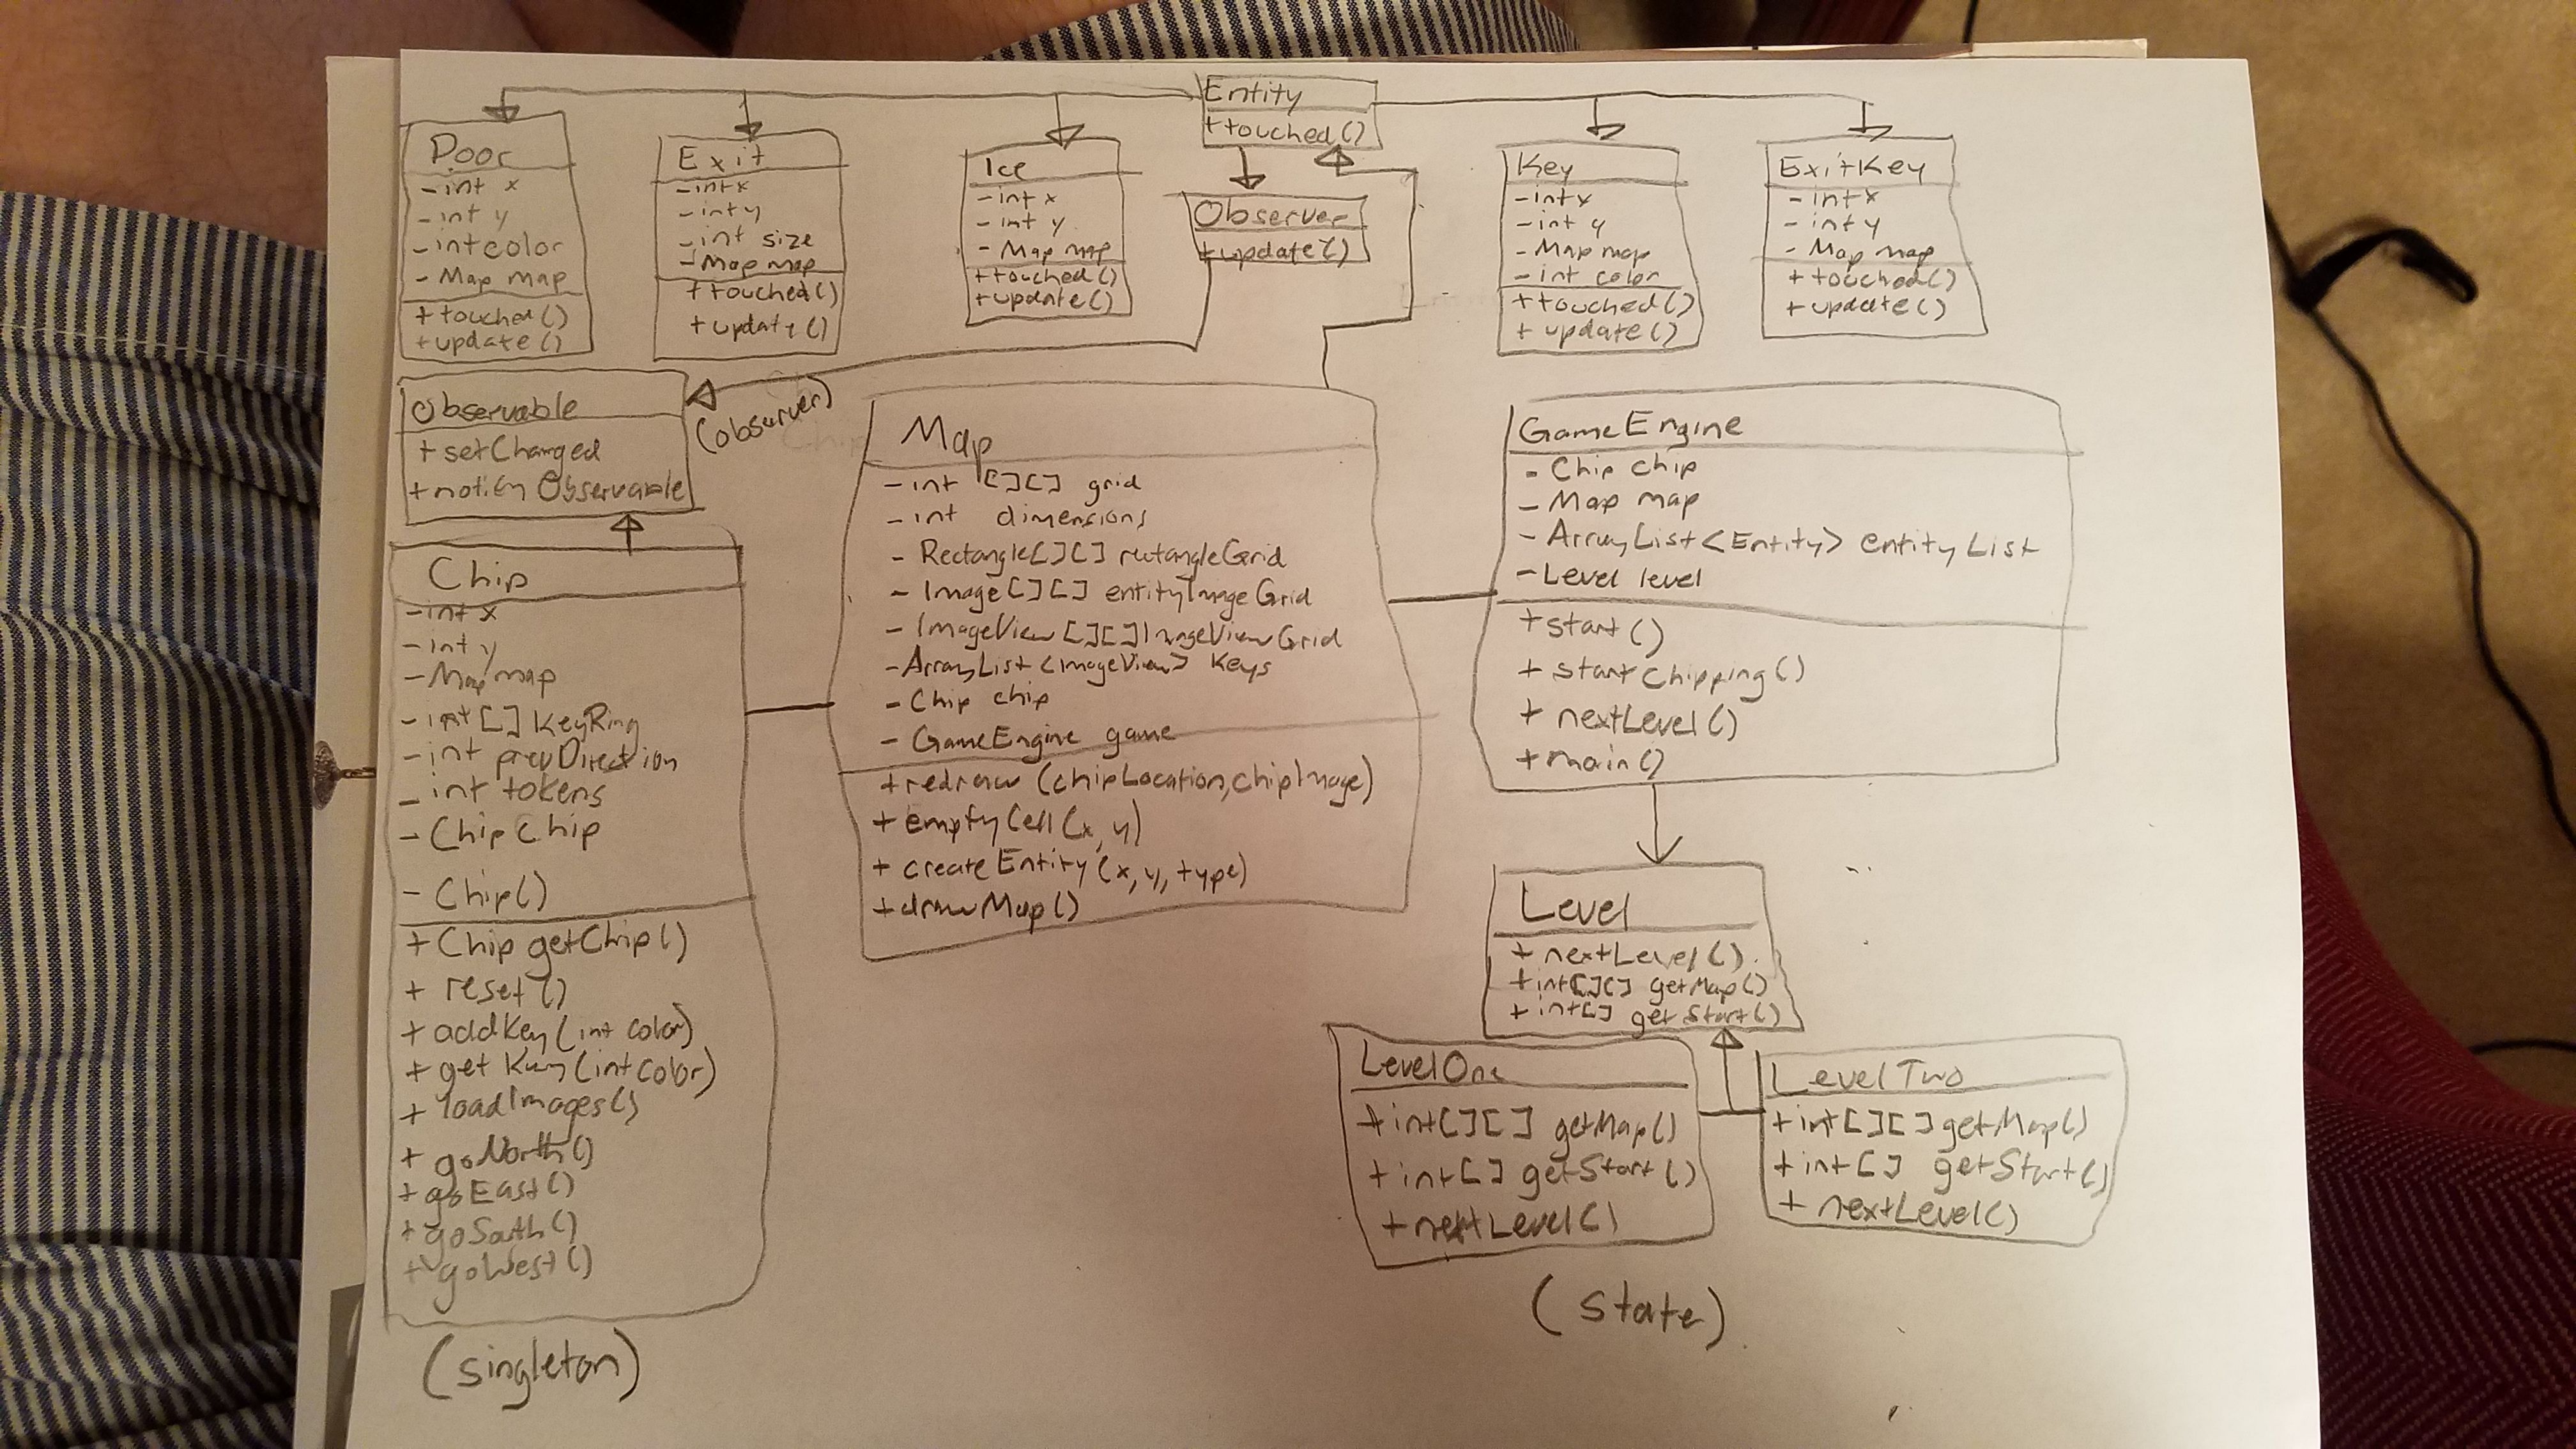 Entity
+touched()
Door
-int x
-int y
-int color
- Map map
+touched()
+update()
Exit
-int x
-int y
-int size
-Map map
+touched()
+update()
Ice
-int x
-int y
- Map map
+touched()
+update()
Observer
+update()
Key
-int x
-int y
- Map map
- int color
+touched()
+ update()
ExitKey
-int x
-int y
- Map map
+touched()
+update()
Observable
+setChanged
+notify Observable
(observer)
Chip
-int x
-int y
-Map map
-int[] KeyRing
-int prevDirection
-int tokens
- Chip chip
- Chip()
+ Chip getChip()
+ reset()
+ addKey(int color)
+ getKey(int color)
+ loadImages()
+ goNorth()
+ goEast()
+ goSouth()
+ goWest()
(singleton)
Map
-int [][] grid
-int dimensions
- Rectangle[][] rectangleGrid
- Image[][] entityImageGrid
- ImageView[][] ImageViewGrid
-ArrayList<ImageView> Keys
- Chip chip
- GameEngine game
+redraw (chipLocation, chipImage)
+ emptyCell(x, y)
+ createEntity(x, y, type)
+drawMap()
GameEngine
- Chip chip
- Map map
- ArrayList<Entity> entityList
-Level level
+start()
+ startChipping()
+ nextLevel()
+main()
Level
+ nextLevel()
+int[][] getMap()
+int[] getStart()
LevelOne
+int[][] getMap()
+int[] getStart()
+nextLevel()
LevelTwo
+int[][] getMap()
+int[] getStart()
+ nextLevel()
(state)